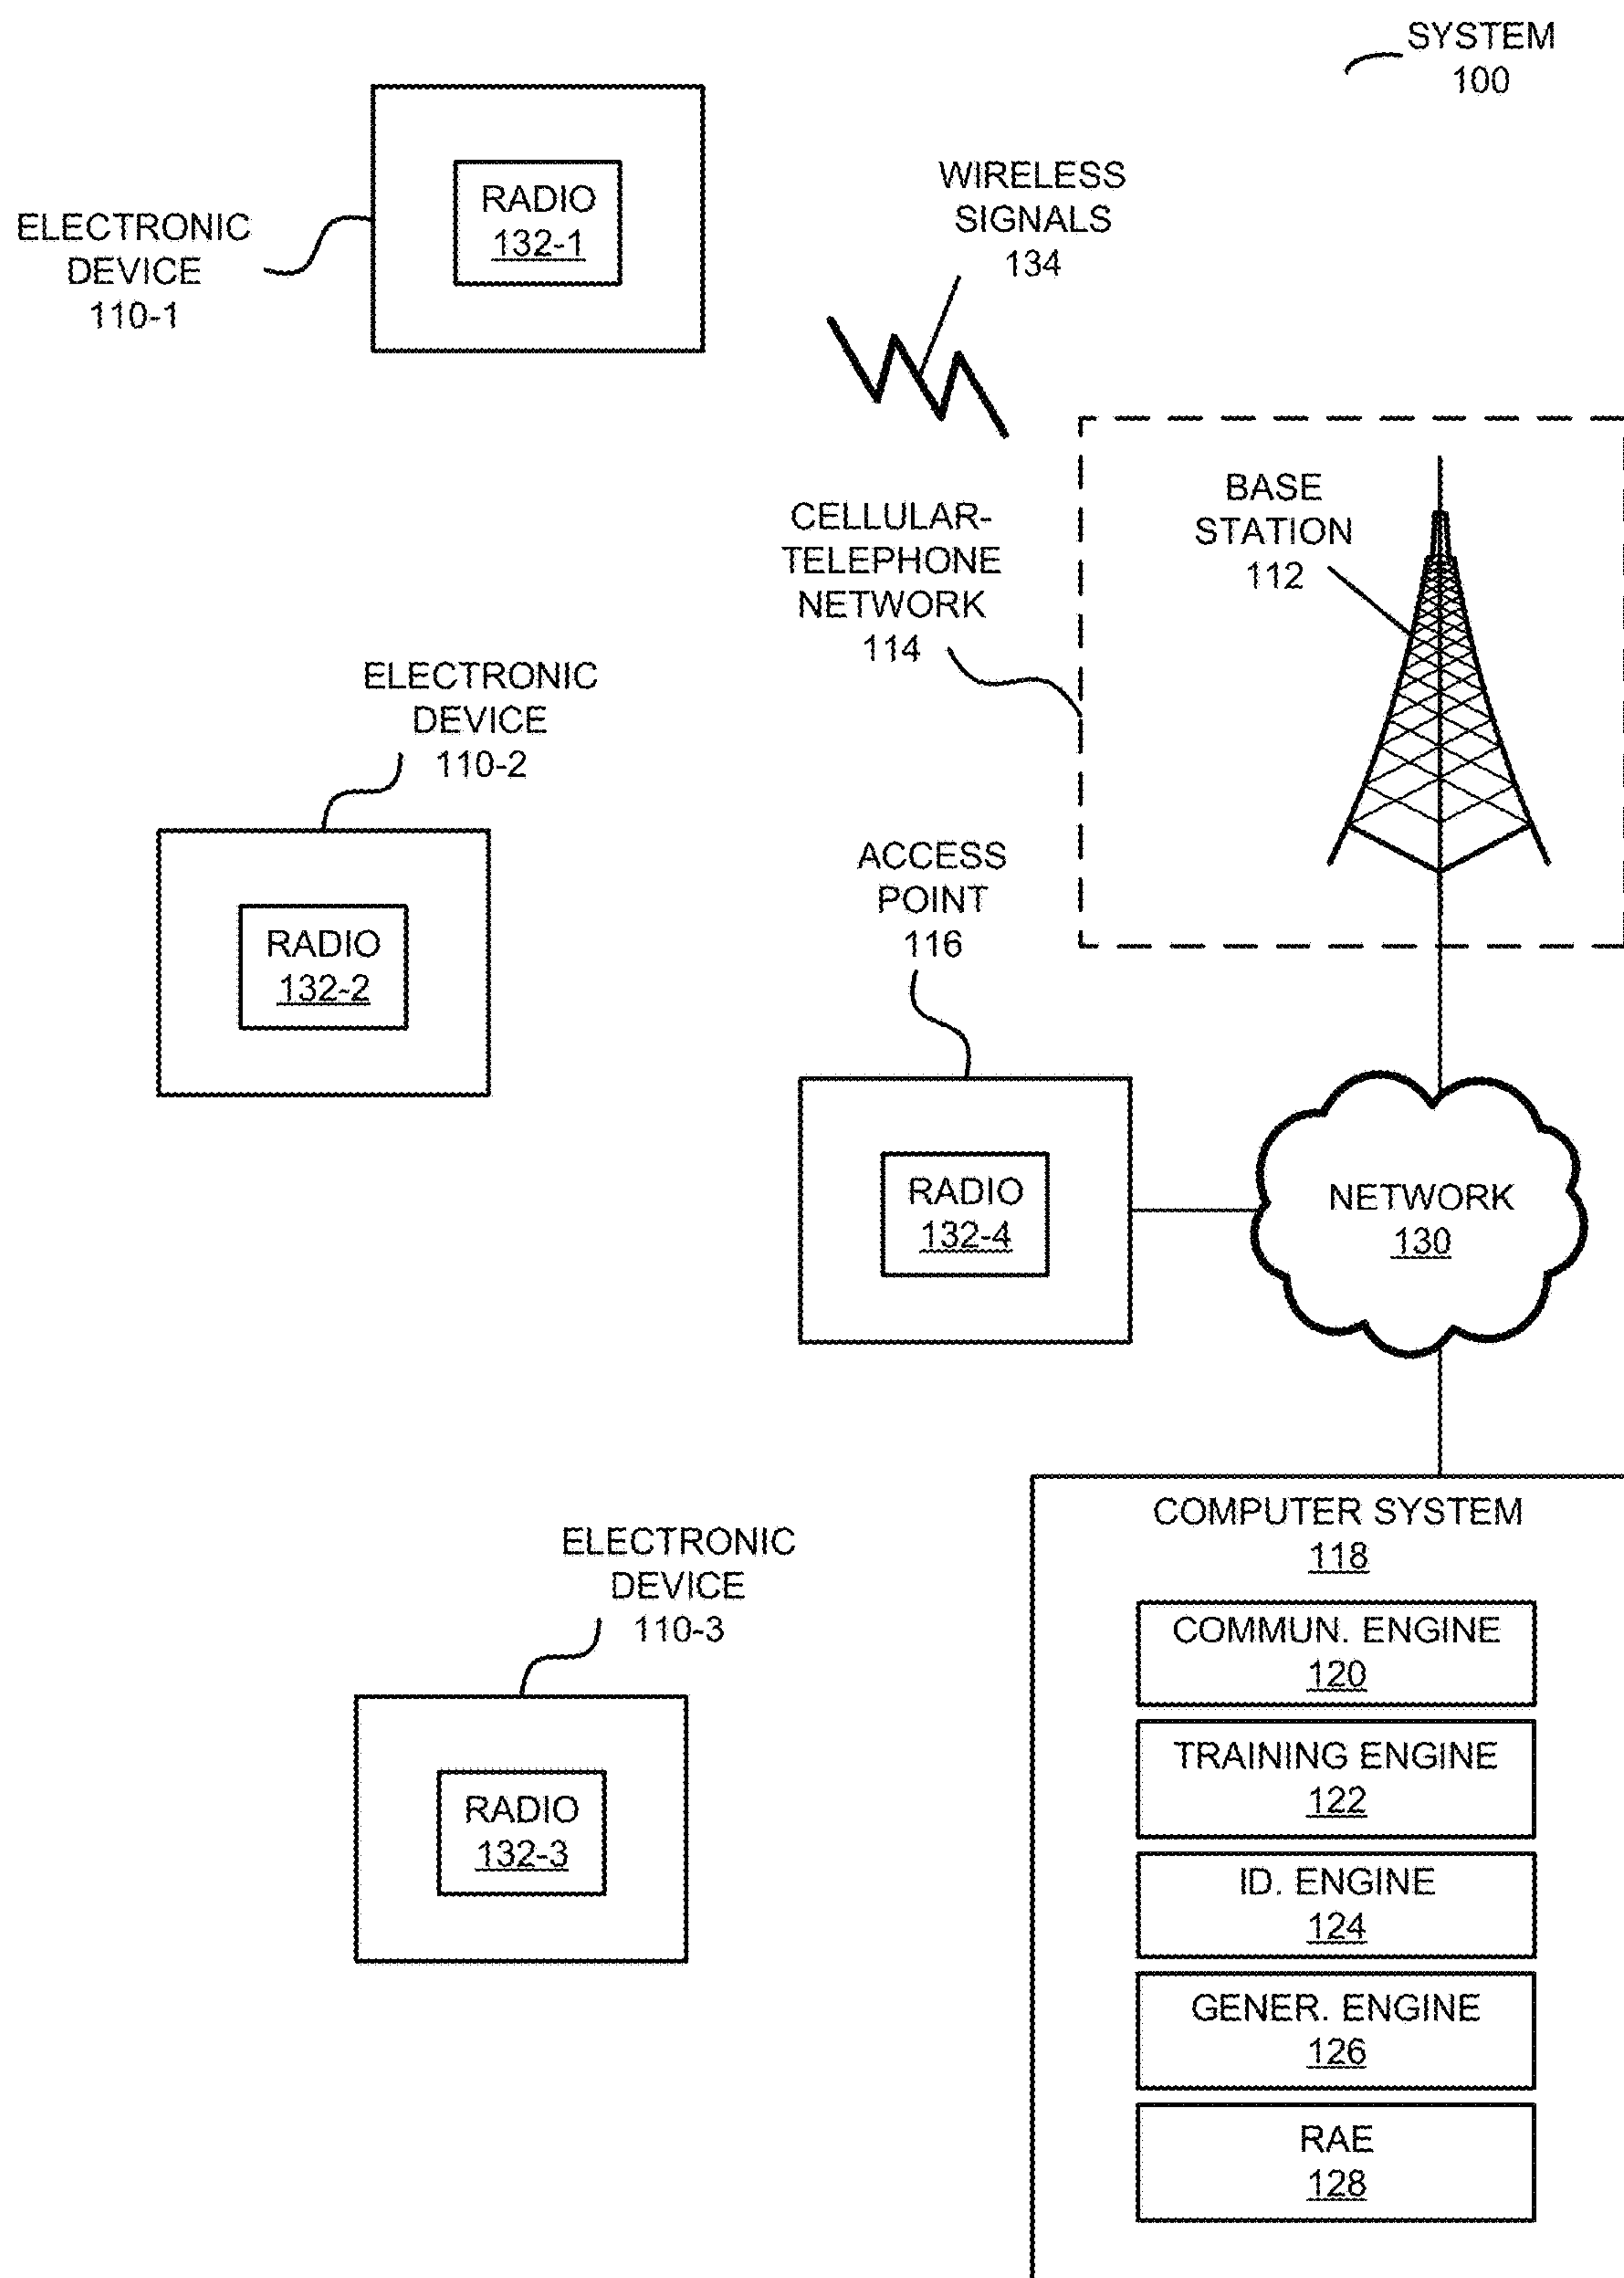 SYSTEM
100
WIRELESS
SIGNALS
134
RADIO
132-1
ELECTRONIC
DEVICE
110-1
BASE
STATION
112
CELLULAR-
TELEPHONE
NETWORK
114
ELECTRONIC
DEVICE
110-2
ACCESS
POINT
116
RADIO
132-2
RADIO
132-4
NETWORK
130
COMPUTER SYSTEM
118
ELECTRONIC
DEVICE
110-3
COMMUN. ENGINE
120
TRAINING ENGINE
122
RADIO
132-3
ID. ENGINE
124
GENER. ENGINE
126
RAE
128